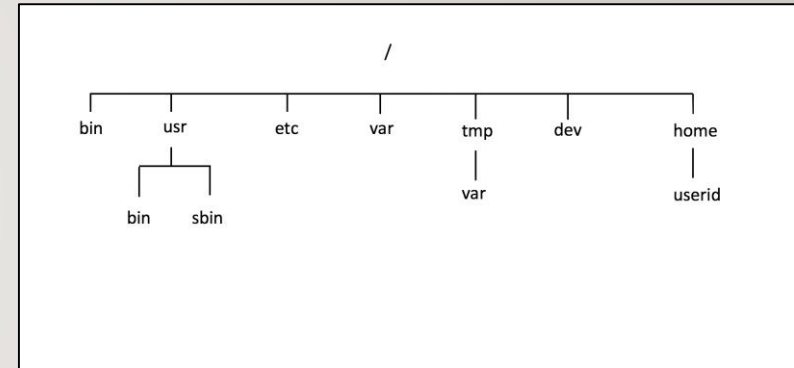 /
bin usr etc var tmp dev home
var userid
bin sbin